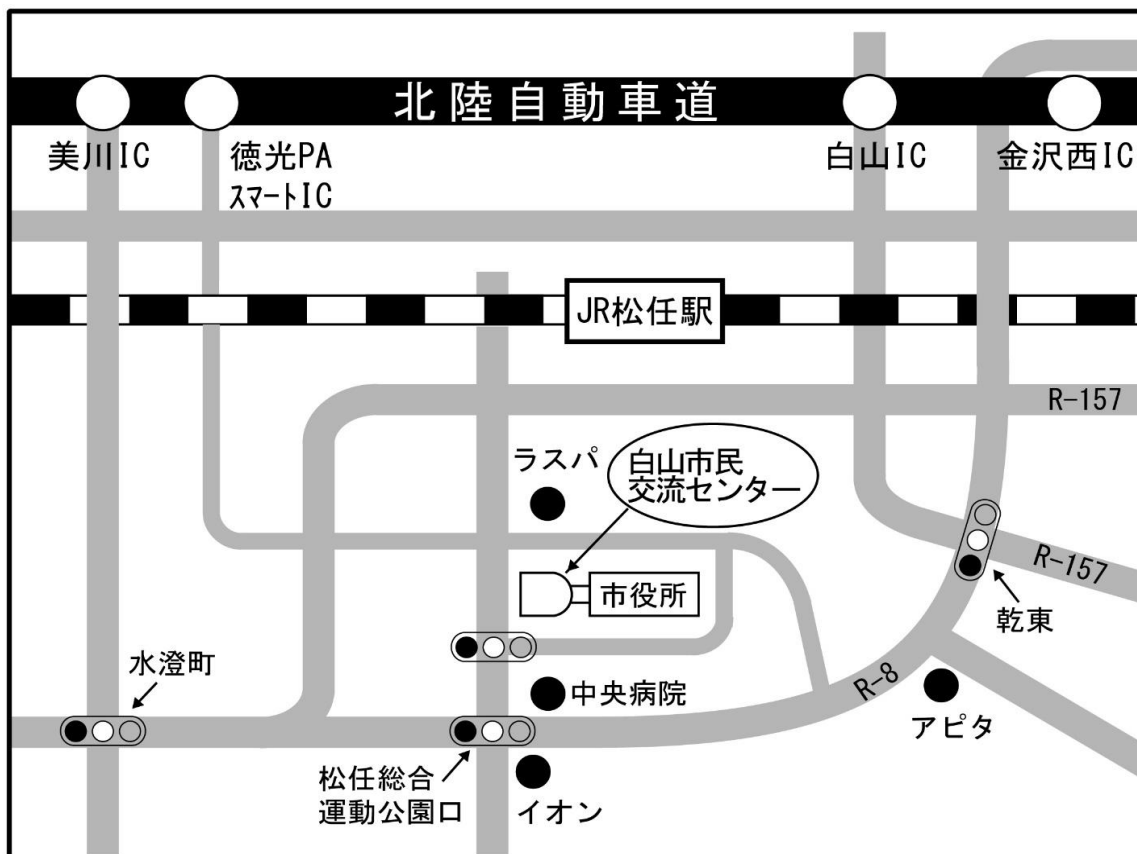 北陸自動車道
美川IC
徳光PA
スマートIC
白山IC
金沢西IC
JR松任駅
R-157
ラスパ
白山市民
交流センター
R-157
市役所
乾東
水澄町
中央病院
R-8
アピタ
松任総合
運動公園口
イオン